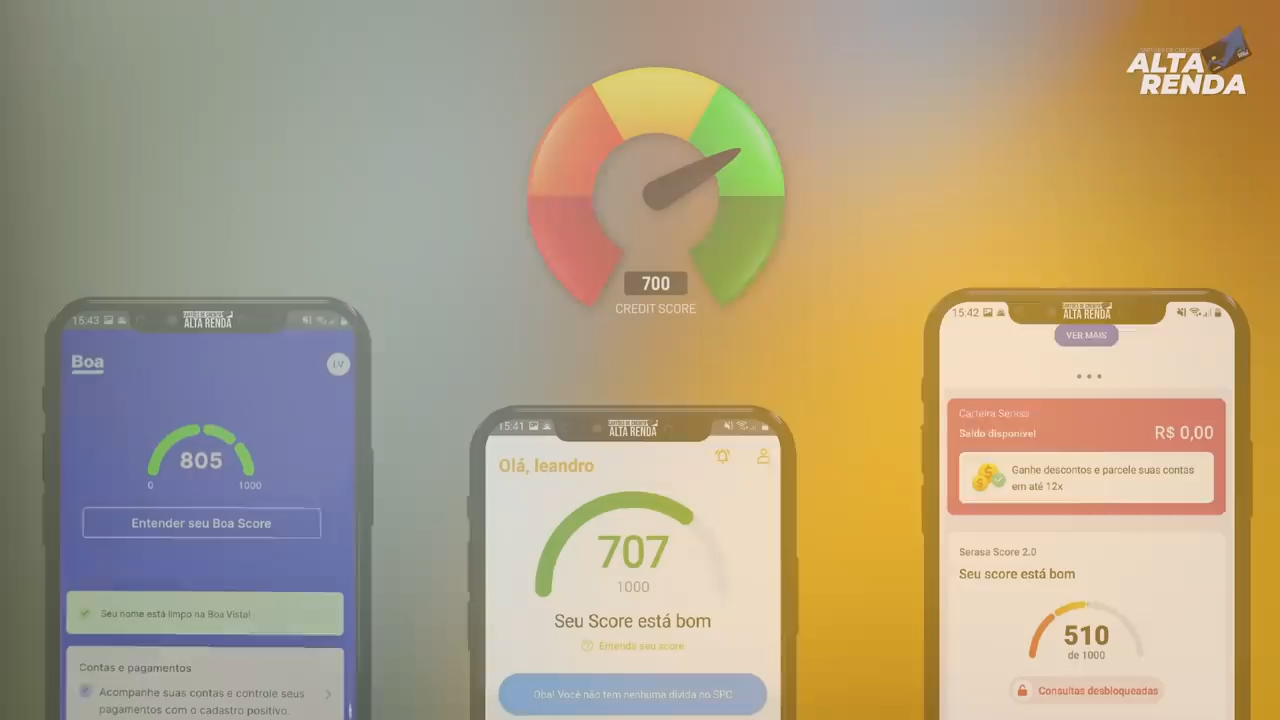 CARTÕES DE CRÉDITO
ALTA
RENDA
700
CREDIT SCORE
15:43
ALTA RENDA
Boa
LV
805
0
1000
Entender seu Boa Score
Seu nome está limpo na Boa Vista!
Contas e pagamentos
Acompanhe suas contas e controle seus
pagamentos com o cadastro positivo.
15:41
ALTA RENDA
Olá, leandro
707
1000
Seu Score está bom
Entenda seu score
Oba! Você não tem nenhuma dívida no SPC
15:42
ALTA RENDA
VER MAIS
Carteira Serasa
Saldo disponível
R$ 0,00
Ganhe descontos e parcele suas contas
em até 12x
Serasa Score 2.0
Seu score está bom
510
de 1000
Consultas desbloqueadas